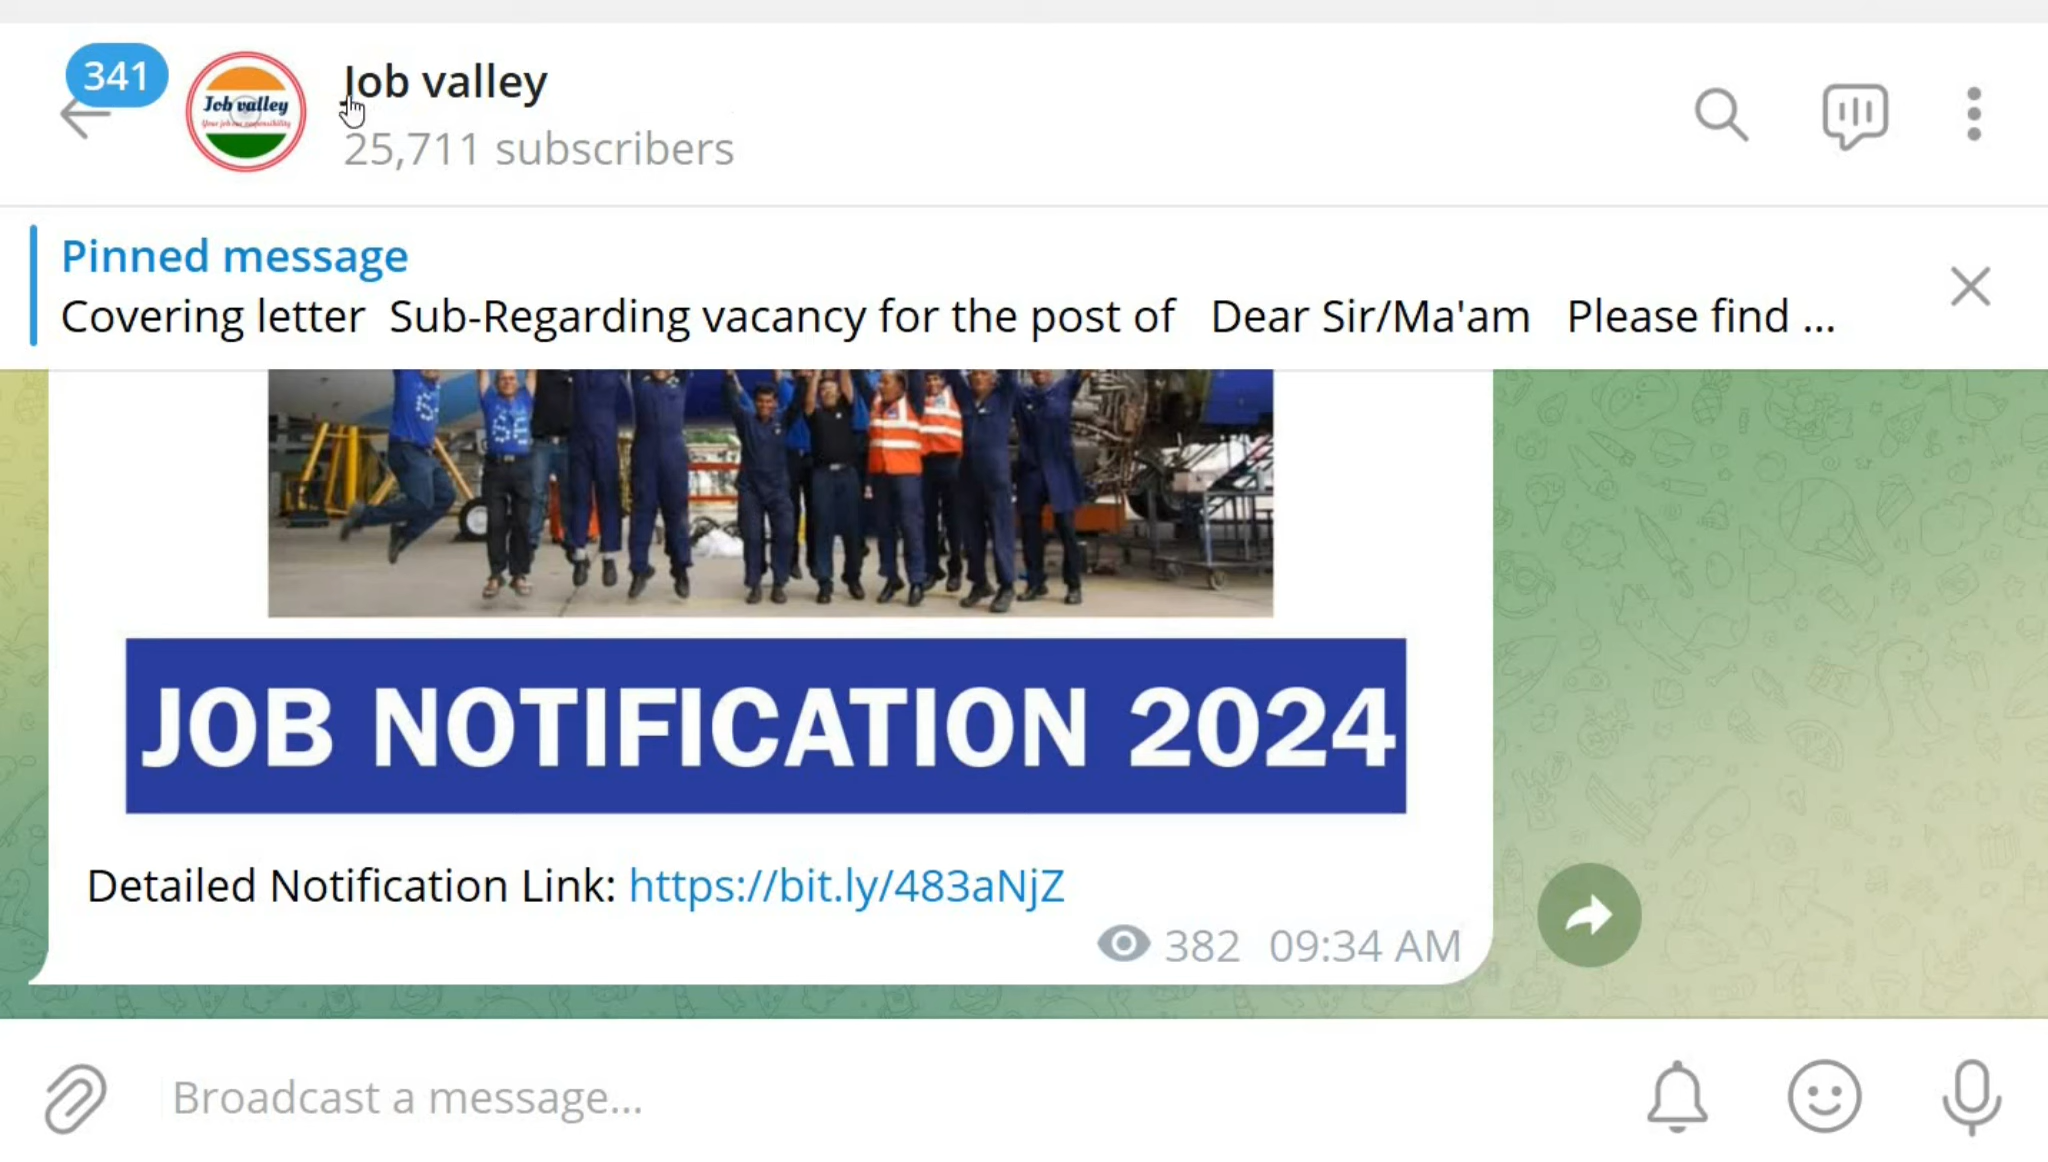 341
Job valley
Job valley
25,711 subscribers
Pinned message
Covering letter Sub-Regarding vacancy for the post of Dear Sir/Ma'am Please find ...
JOB NOTIFICATION 2024
Detailed Notification Link: https://bit.ly/483aNjZ
382 09:34 AM
Broadcast a message...